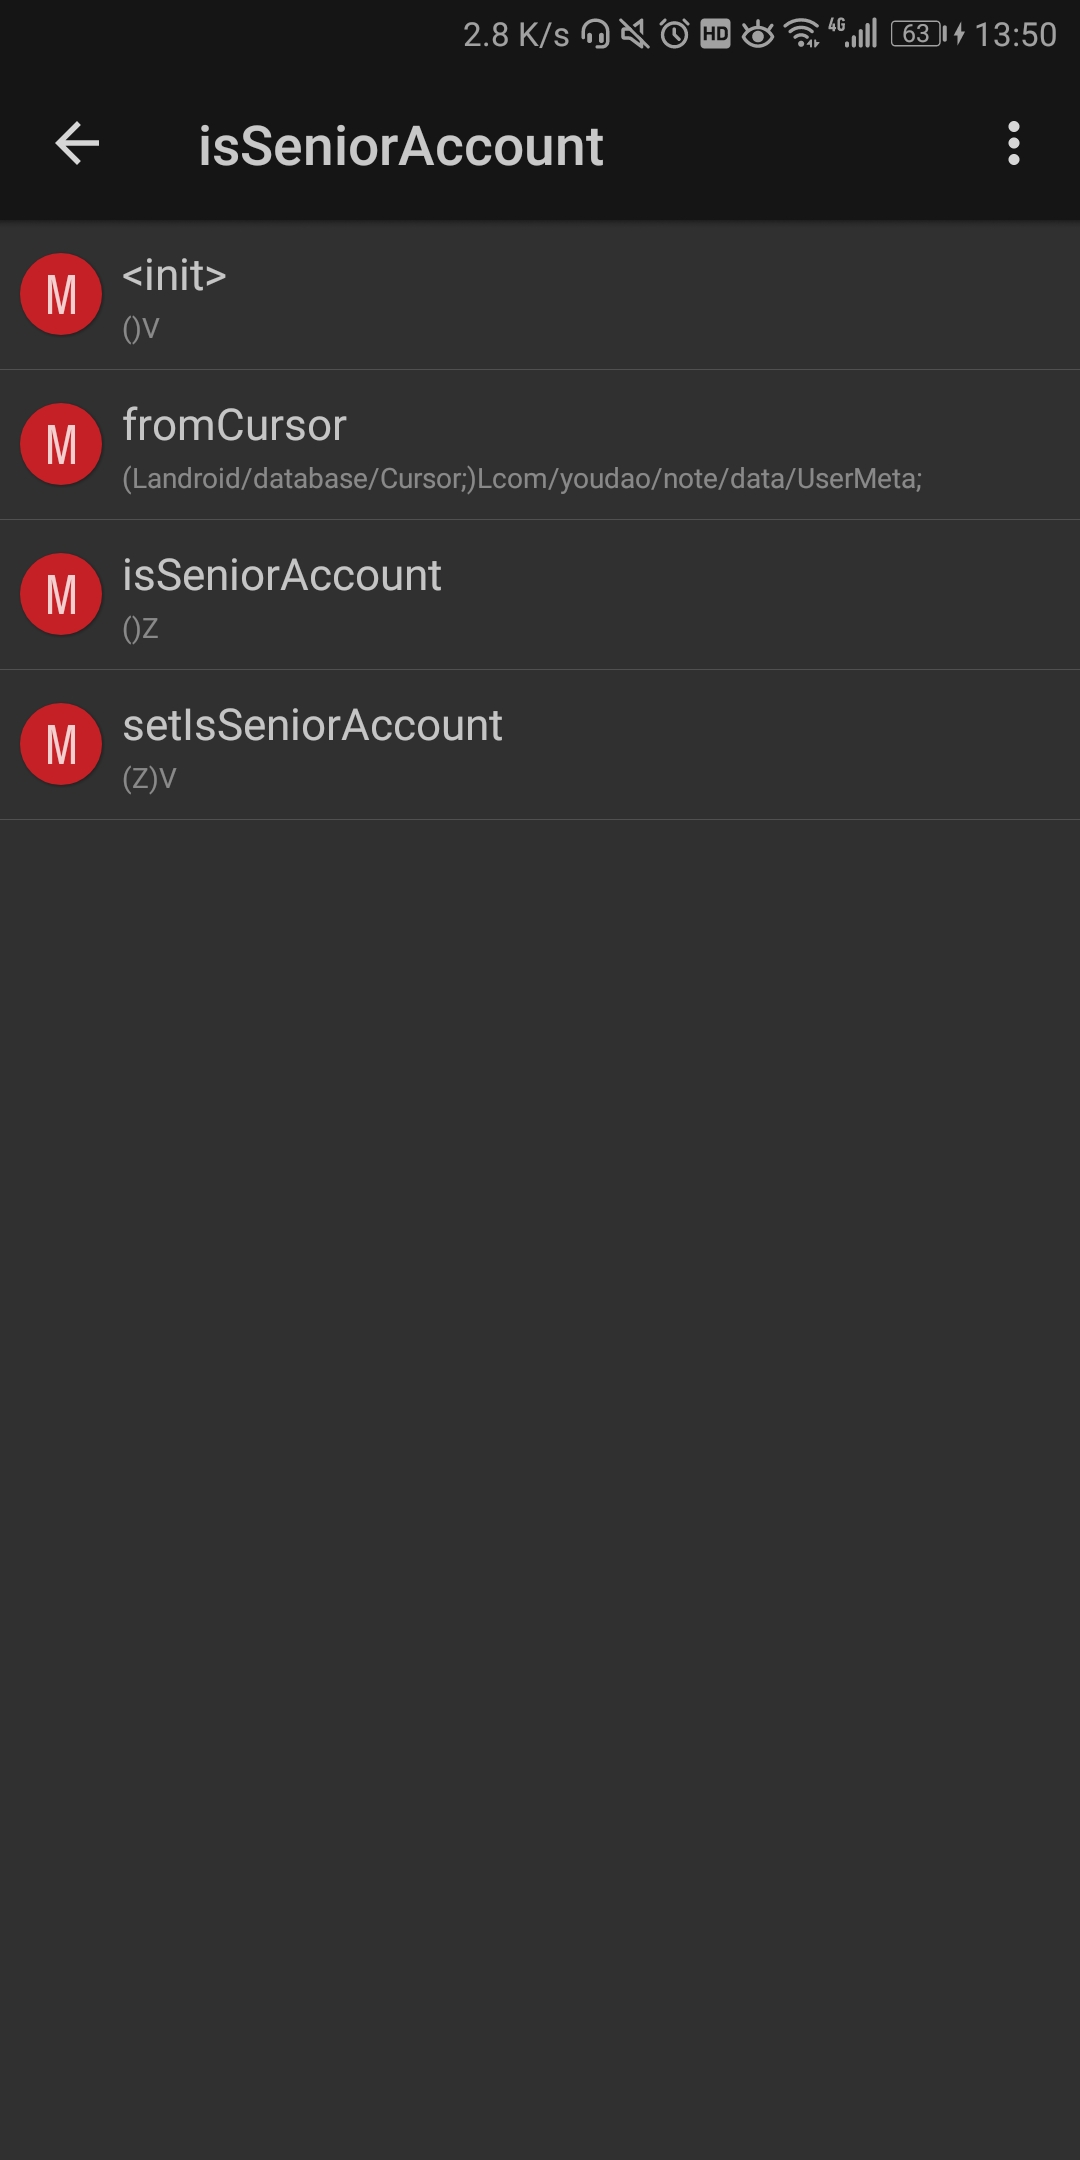 2.8 K/s HD 4G 63 13:50
isSeniorAccount
M <init>
()V
M fromCursor
(Landroid/database/Cursor;)Lcom/youdao/note/data/UserMeta;
M isSeniorAccount
()Z
M setIsSeniorAccount
(Z)V